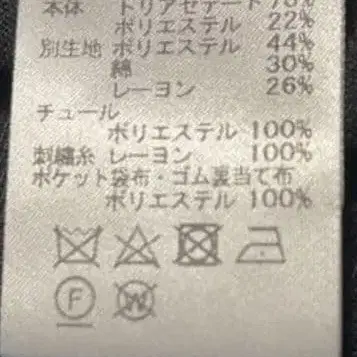 本体 トリアセテート 78%
ポリエステル 22%
別生地 ポリエステル 44%
綿 30%
レーヨン 26%
チュール
ポリエステル 100%
刺繍糸 レーヨン 100%
ポケット袋布・ゴム裏当て布
ポリエステル 100%
F W